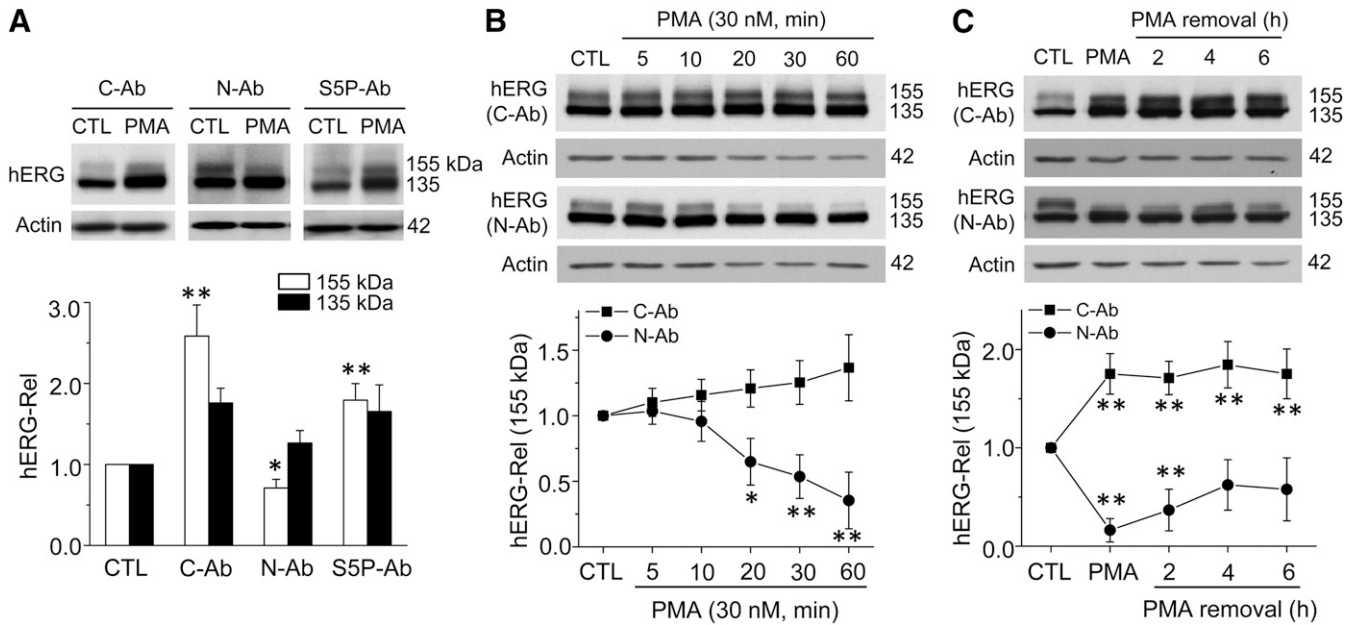 A
C-Ab N-Ab S5P-Ab
CTL PMA CTL PMA CTL PMA
hERG
155 kDa
135
Actin
42
3.0
2.0
1.0
0.0
hERG-Rel
155 kDa
135 kDa
**
*
**
CTL C-Ab N-Ab S5P-Ab
B
PMA (30 nM, min)
CTL 5 10 20 30 60
hERG
(C-Ab)
155
135
Actin
42
hERG
(N-Ab)
155
135
Actin
42
C-Ab
N-Ab
1.5
1.0
0.5
0.0
hERG-Rel (155 kDa)
*
**
**
CTL 5 10 20 30 60
PMA (30 nM, min)
C
PMA removal (h)
CTL PMA 2 4 6
hERG
(C-Ab)
155
135
Actin
42
hERG
(N-Ab)
155
135
Actin
42
C-Ab
N-Ab
2.0
1.0
0.0
hERG-Rel (155 kDa)
** ** ** **
** **
CTL PMA 2 4 6
PMA removal (h)